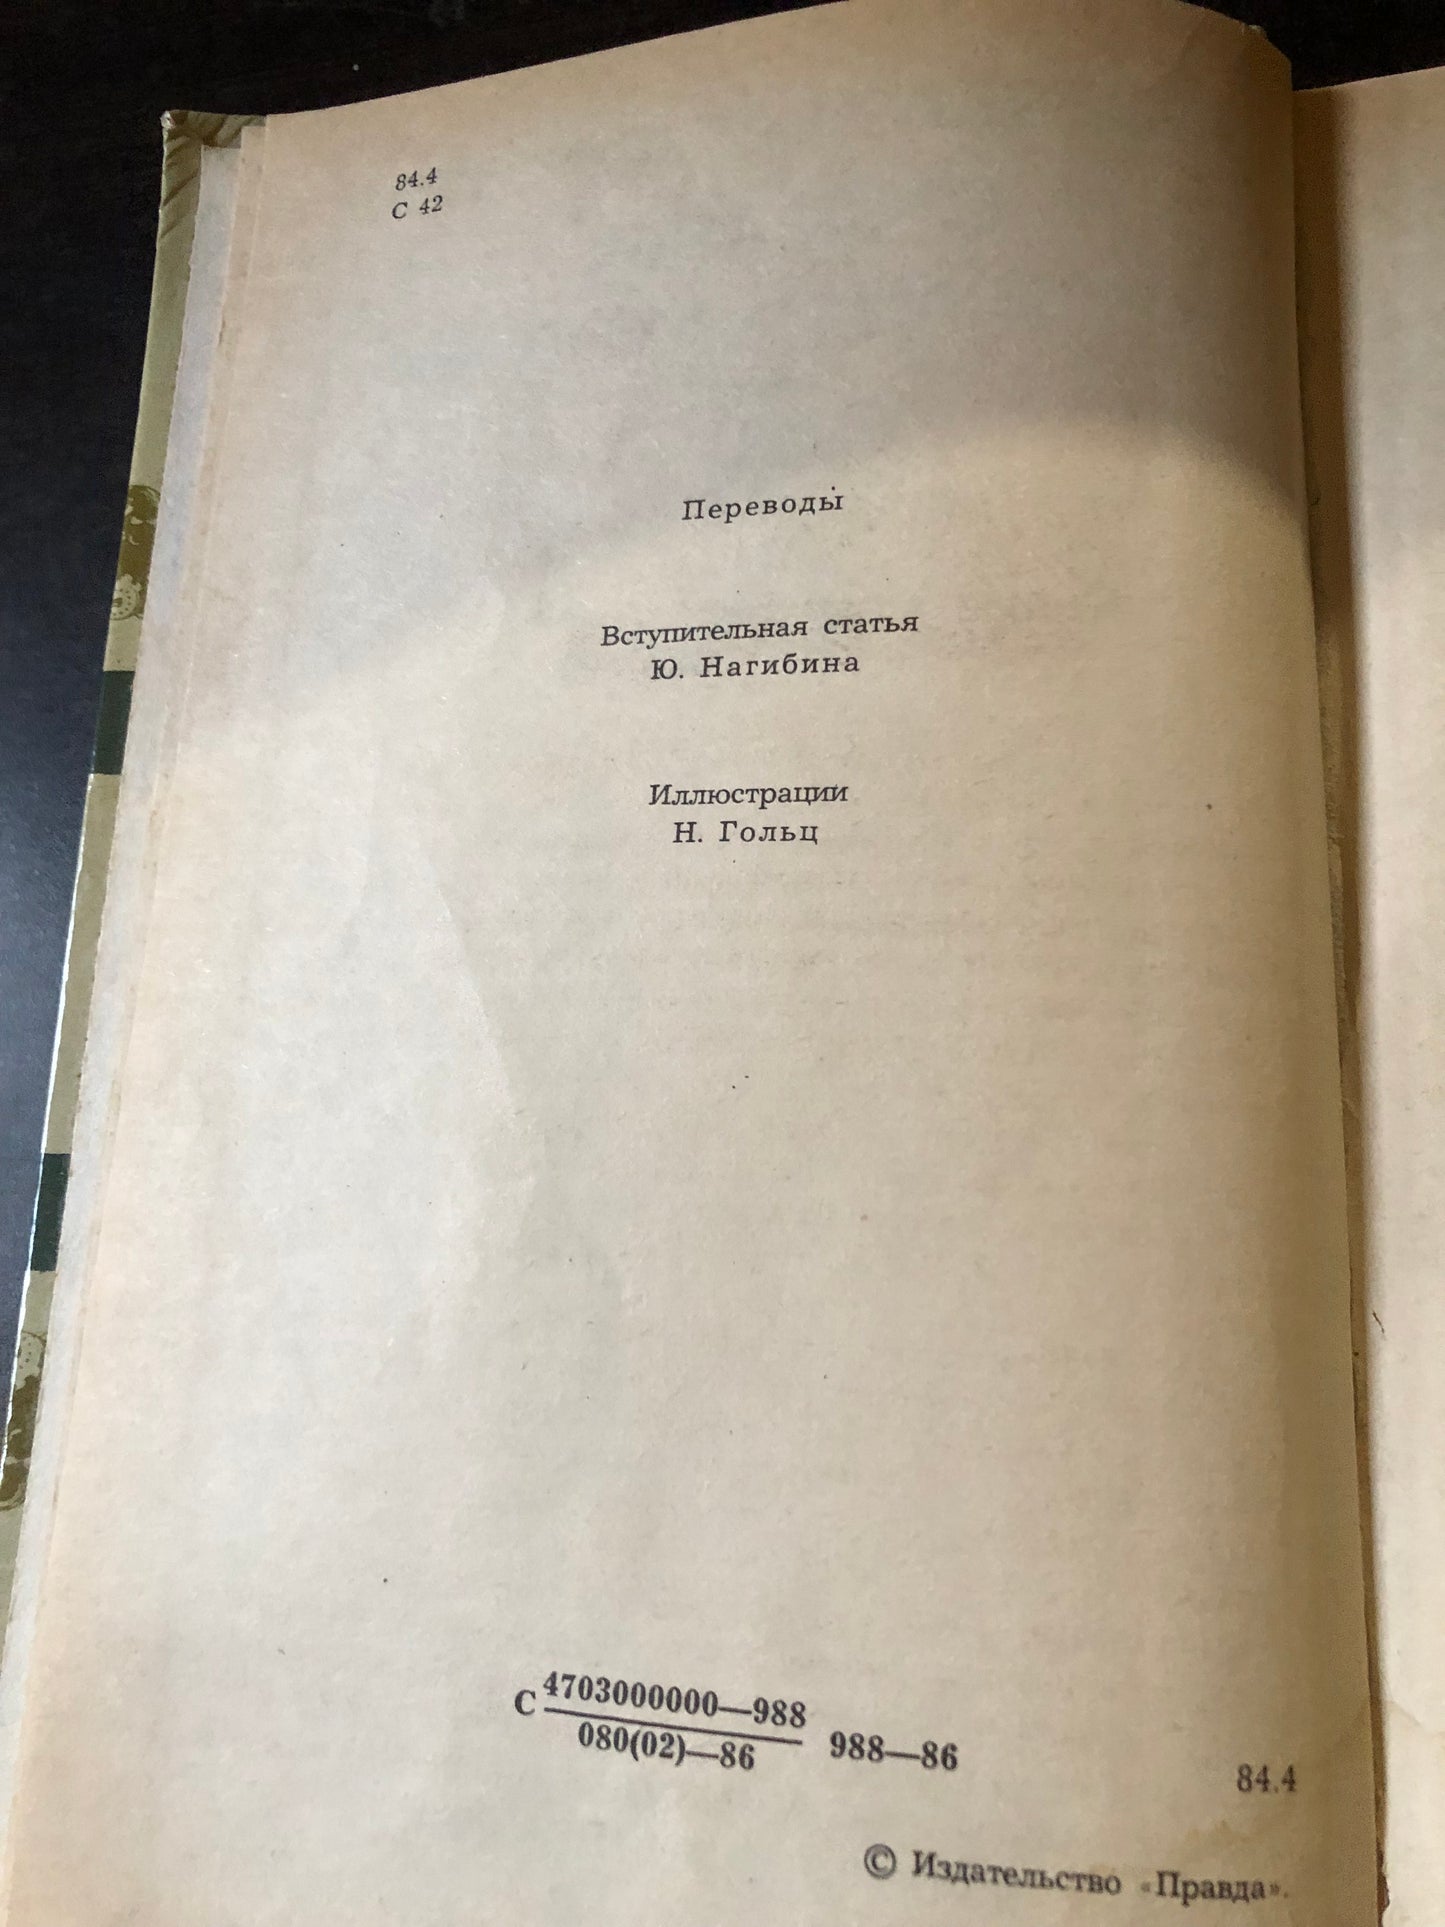 84.4
С 42
Переводы
Вступительная статья
Ю. Нагибина
Иллюстрации
Н. Гольц
С 4703000000—988
080(02)—86 988—86
84.4
© Издательство «Правда».